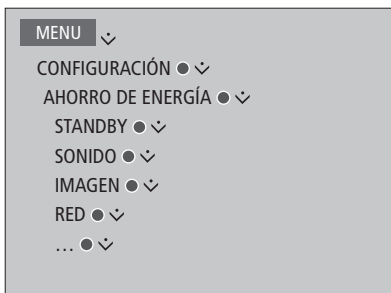 MENU
CONFIGURACIÓN
AHORRO DE ENERGÍA
STANDBY
SONIDO
IMAGEN
RED
…